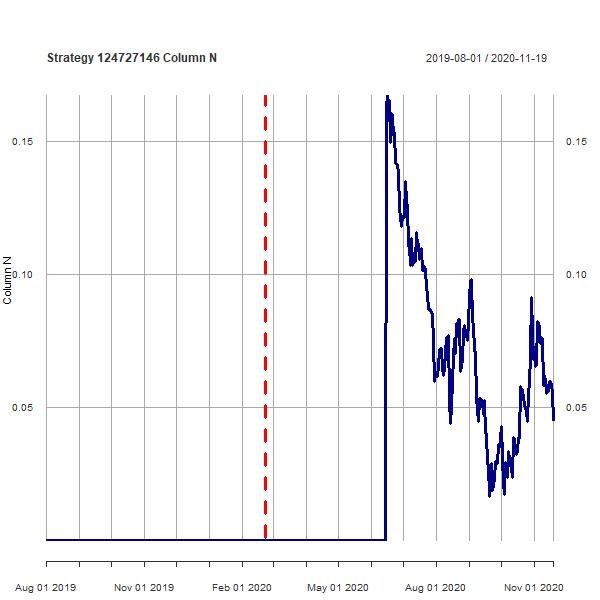 Strategy 124727146 Column N
2019-08-01 / 2020-11-19
0.15
0.15
0.10
0.10
Column N
0.05
0.05
Aug 01 2019
Nov 01 2019
Feb 01 2020
May 01 2020
Aug 01 2020
Nov 01 2020